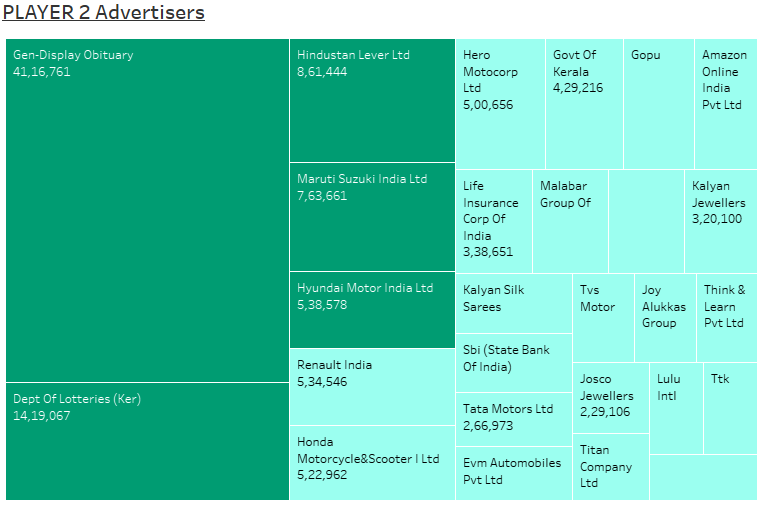 PLAYER 2 Advertisers
Gen-Display Obituary
41,16,761
Dept Of Lotteries (Ker)
14,19,067
Hindustan Lever Ltd
8,61,444
Maruti Suzuki India Ltd
7,63,661
Hyundai Motor India Ltd
5,38,578
Renault India
5,34,546
Honda
Motorcycle&Scooter I Ltd
5,22,962
Hero
Motocorp
Ltd
5,00,656
Govt Of
Kerala
4,29,216
Gopu
Amazon
Online
India
Pvt Ltd
Life
Insurance
Corp Of
India
3,38,651
Malabar
Group Of
Kalyan
Jewellers
3,20,100
Kalyan Silk
Sarees
Sbi (State Bank
Of India)
Tata Motors Ltd
2,66,973
Evm Automobiles
Pvt Ltd
Tvs
Motor
Joy
Alukkas
Group
Think &
Learn
Pvt Ltd
Josco
Jewellers
2,29,106
Titan
Company
Ltd
Lulu
Intl
Ttk